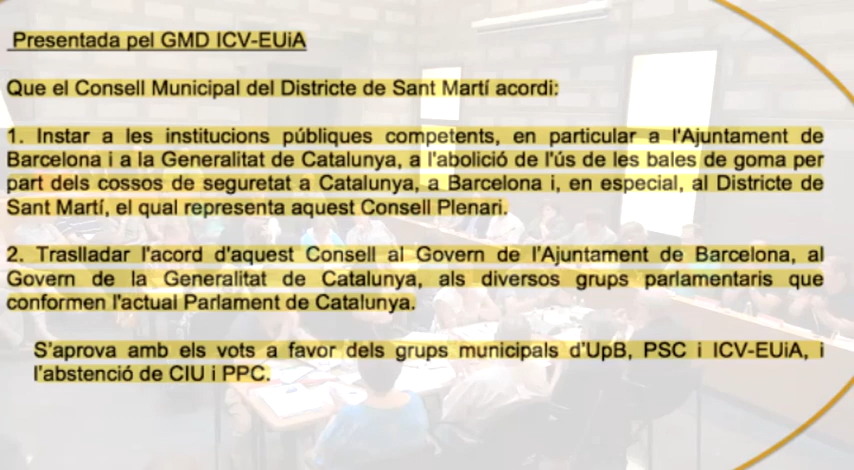 Presentada pel GMD ICV-EUiA
Que el Consell Municipal del Districte de Sant Martí acordi:
1. Instar a les institucions públiques competents, en particular a l'Ajuntament de
Barcelona i a la Generalitat de Catalunya, a l'abolició de l'ús de les bales de goma per
part dels cossos de seguretat a Catalunya, a Barcelona i, en especial, al Districte de
Sant Martí, el qual representa aquest Consell Plenari.
2. Traslladar l'acord d'aquest Consell al Govern de l'Ajuntament de Barcelona, al
Govern de la Generalitat de Catalunya, als diversos grups parlamentaris que
conformen l'actual Parlament de Catalunya.
S'aprova amb els vots a favor dels grups municipals d'UpB, PSC i ICV-EUiA, i
l'abstenció de CIU i PPC.